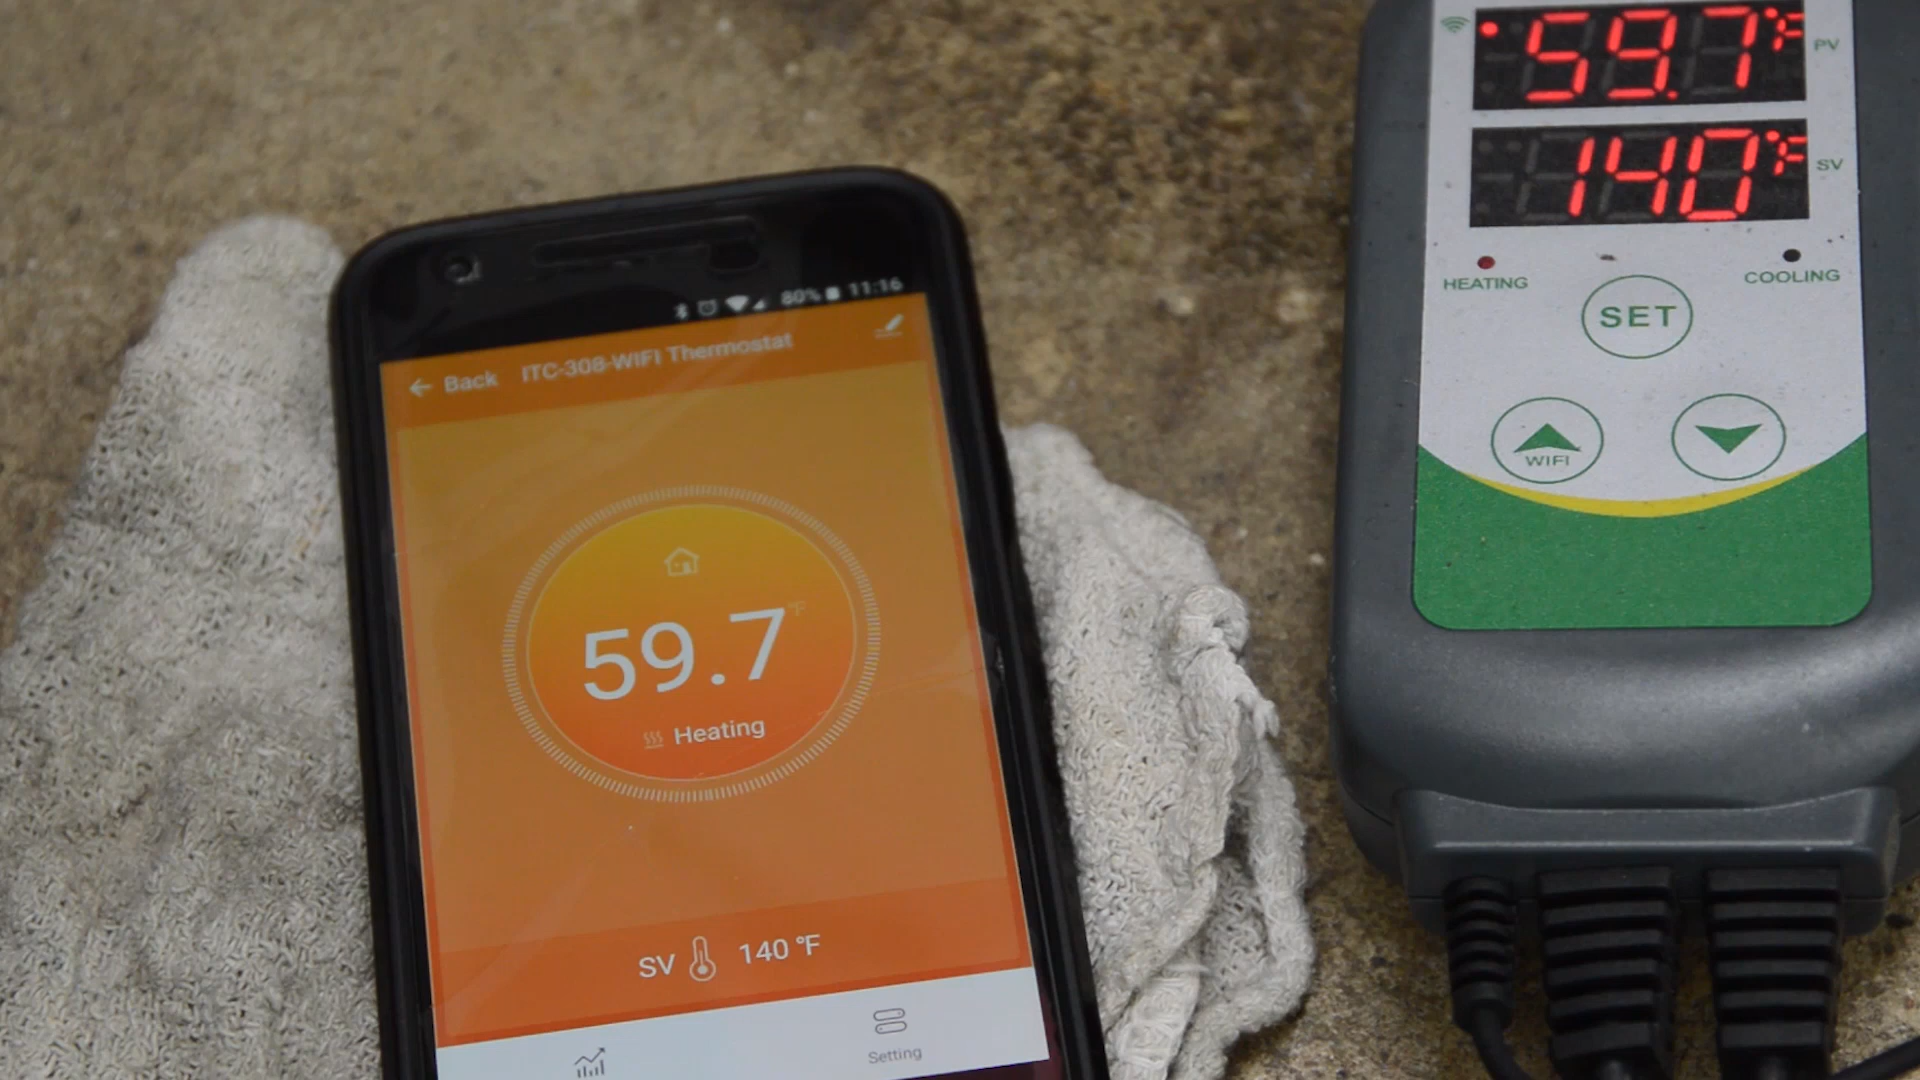 80% 11:16
← Back ITC-308-WIFI Thermostat
59.7 °F
Heating
SV 140 °F
Setting
59.7°F PV
140°F SV
HEATING COOLING
SET
WIFI